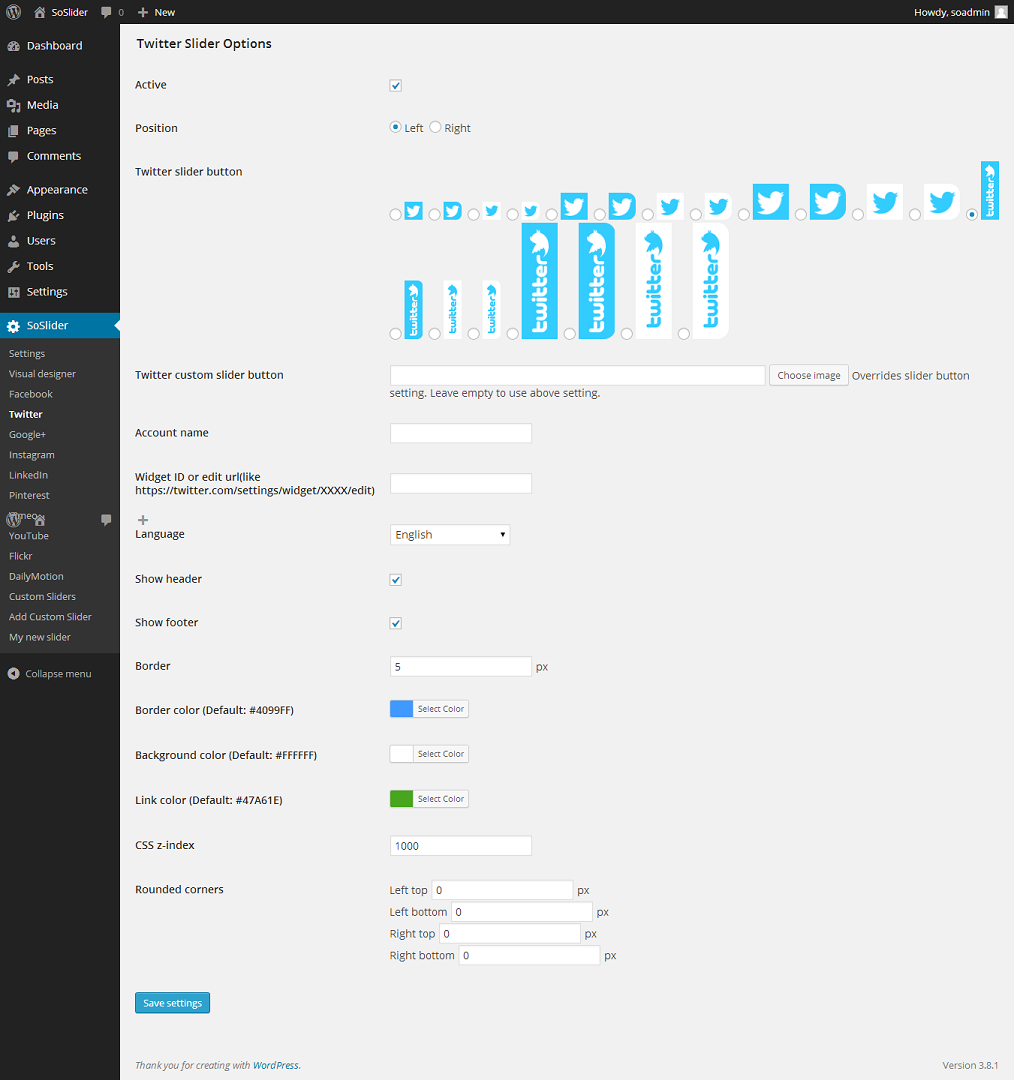 SoSlider 0 New Howdy, soadmin
Dashboard
Posts
Media
Pages
Comments
Appearance
Plugins
Users
Tools
Settings
SoSlider
Settings
Visual designer
Facebook
Twitter
Google+
Instagram
LinkedIn
Pinterest
Vimeo
YouTube
Flickr
DailyMotion
Custom Sliders
Add Custom Slider
My new slider
Collapse menu
Twitter Slider Options
Active
Position Left Right
Twitter slider button
twitter
twitter twitter twitter twitter twitter twitter twitter
Twitter custom slider button Choose image Overrides slider button
setting. Leave empty to use above setting.
Account name
Widget ID or edit url(like
https://twitter.com/settings/widget/XXXX/edit)
Language English
Show header
Show footer
Border 5 px
Border color (Default: #4099FF) Select Color
Background color (Default: #FFFFFF) Select Color
Link color (Default: #47A61E) Select Color
CSS z-index 1000
Rounded corners Left top 0 px
Left bottom 0 px
Right top 0 px
Right bottom 0 px
Save settings
Thank you for creating with WordPress. Version 3.8.1